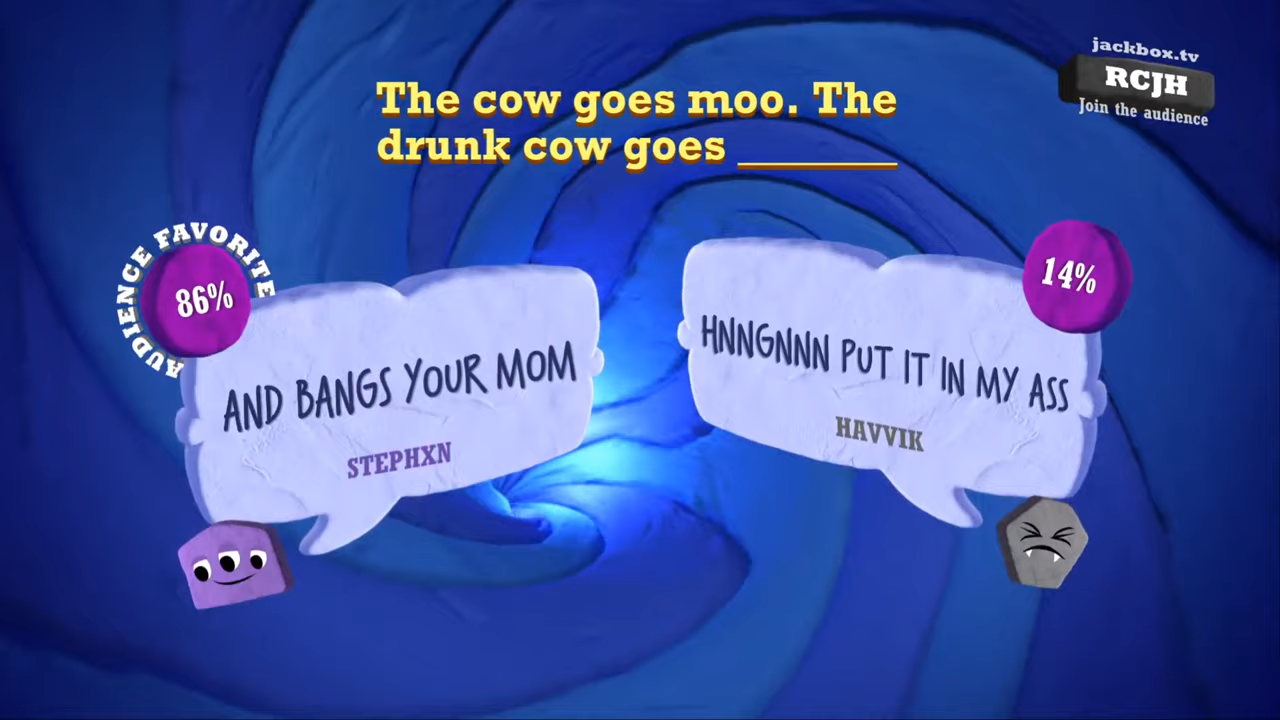 jackbox.tv
RCJH
Join the audience
The cow goes moo. The
drunk cow goes ________
AUDIENCE FAVORITE
86%
14%
AND BANGS YOUR MOM
STEPHXN
HNNGNNN PUT IT IN MY ASS
HAVVIK